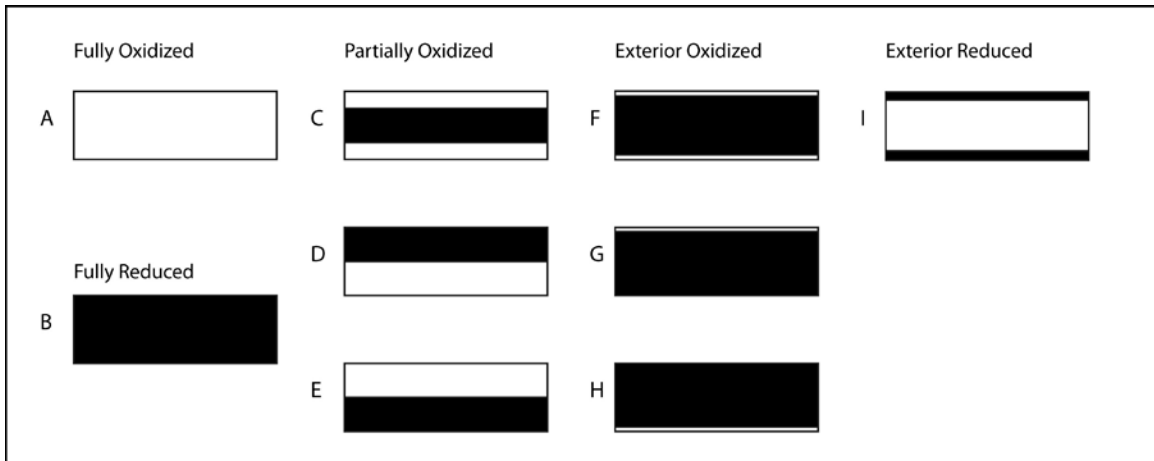 Fully Oxidized
Partially Oxidized
Exterior Oxidized
Exterior Reduced
A
C
F
I
D
G
Fully Reduced
B
E
H